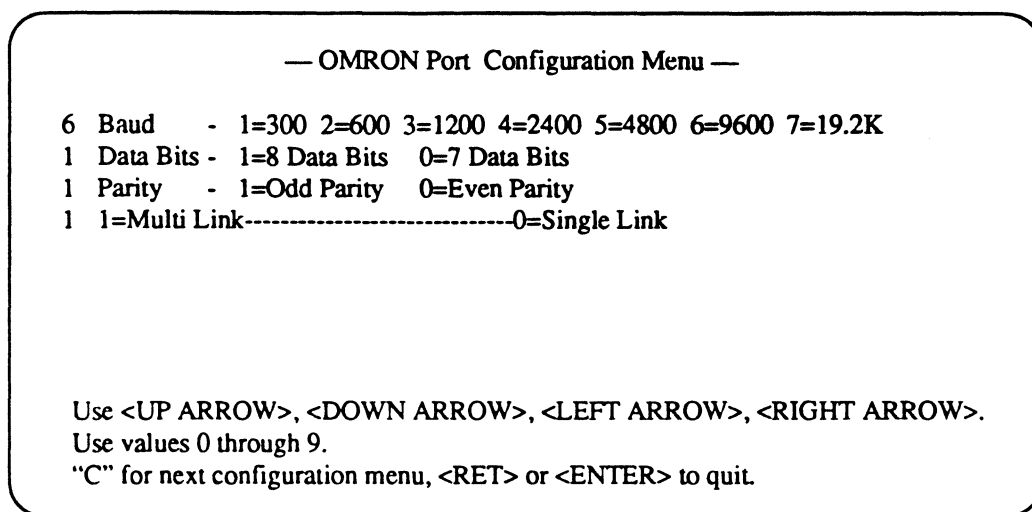 — OMRON Port Configuration Menu —
6 Baud - 1=300 2=600 3=1200 4=2400 5=4800 6=9600 7=19.2K
1 Data Bits - 1=8 Data Bits 0=7 Data Bits
1 Parity - 1=Odd Parity 0=Even Parity
1 1=Multi Link------------------------------0=Single Link
Use <UP ARROW>, <DOWN ARROW>, <LEFT ARROW>, <RIGHT ARROW>.
Use values 0 through 9.
“C” for next configuration menu, <RET> or <ENTER> to quit.